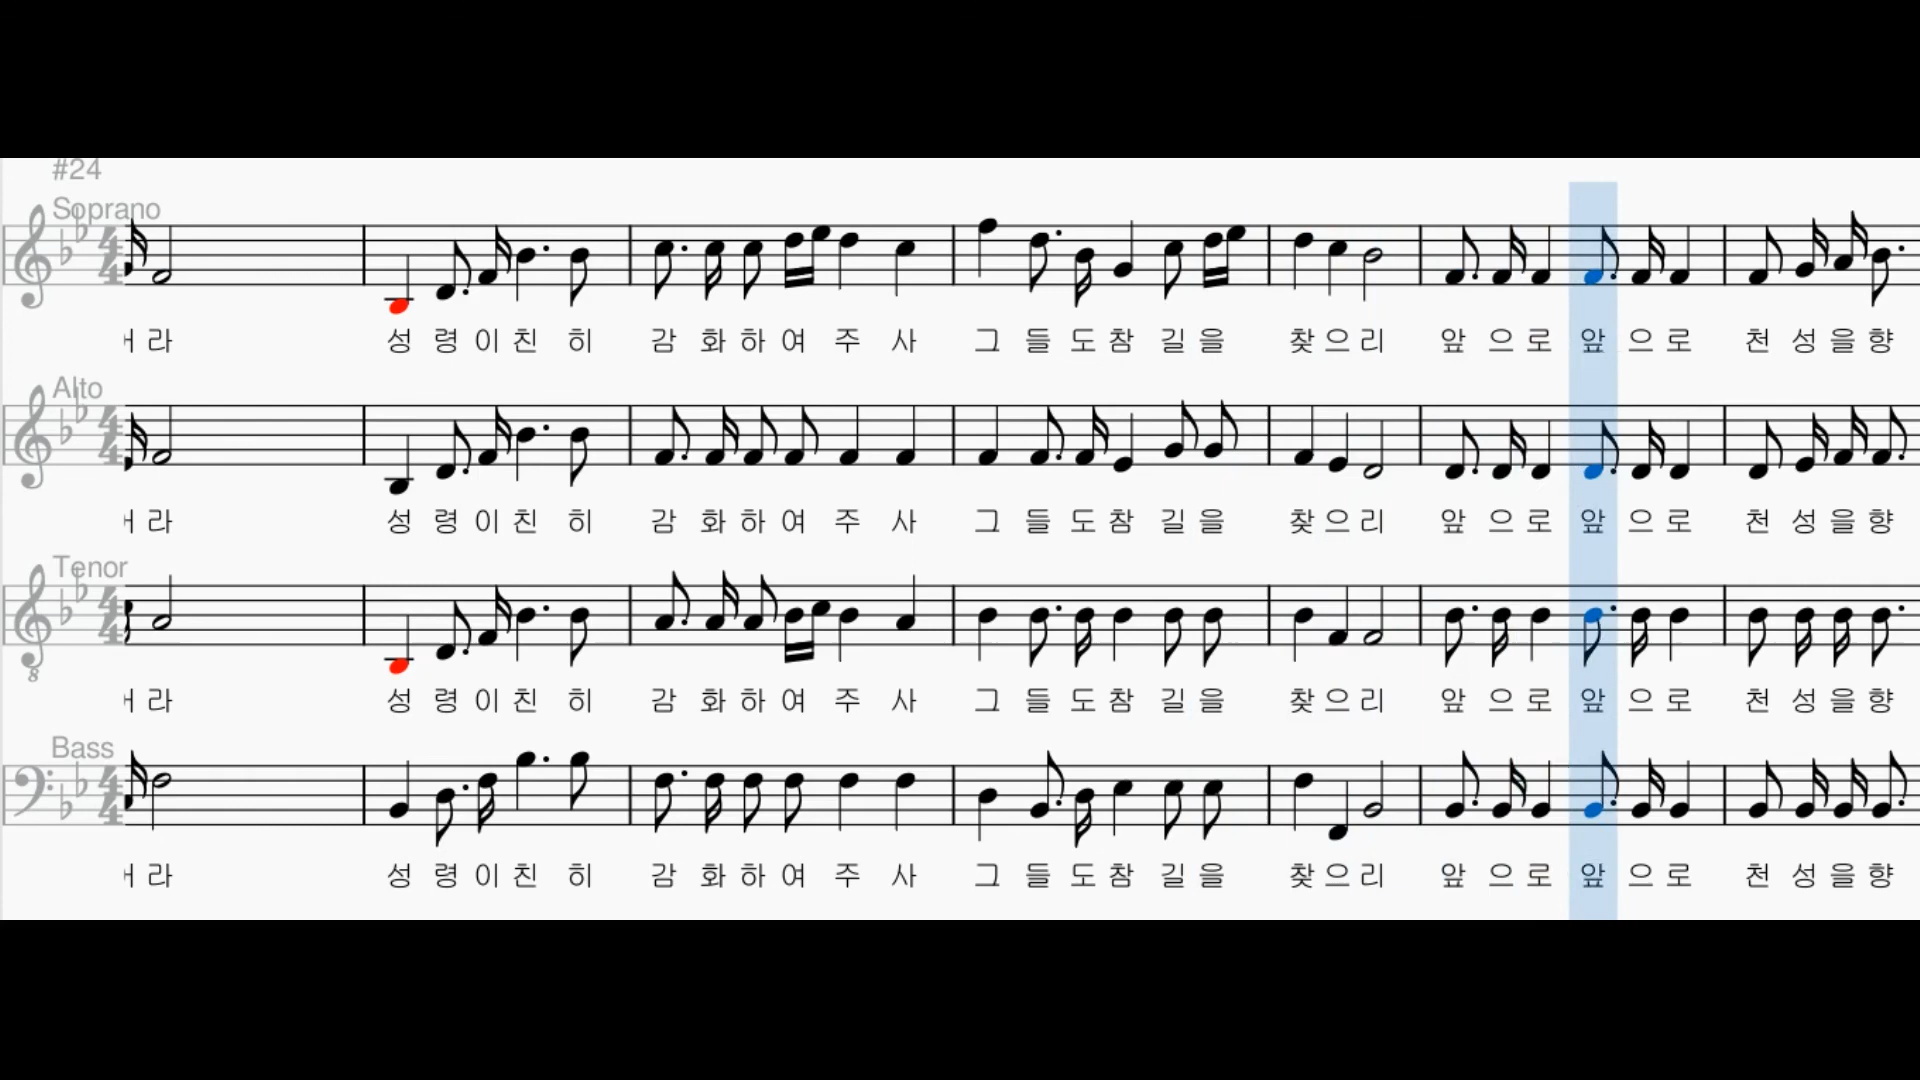 #24
Soprano
라 성 령 이 친 히 감 화 하 여 주 사 그 들 도 참 길 을 찾 으 리 앞 으 로 앞 으 로 천 성 을 향
Alto
라 성 령 이 친 히 감 화 하 여 주 사 그 들 도 참 길 을 찾 으 리 앞 으 로 앞 으 로 천 성 을 향
Tenor
라 성 령 이 친 히 감 화 하 여 주 사 그 들 도 참 길 을 찾 으 리 앞 으 로 앞 으 로 천 성 을 향
Bass
라 성 령 이 친 히 감 화 하 여 주 사 그 들 도 참 길 을 찾 으 리 앞 으 로 앞 으 로 천 성 을 향